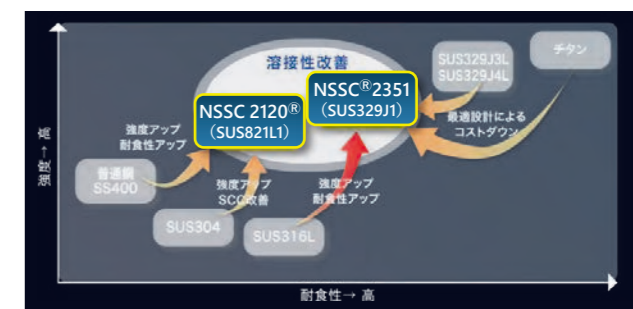 溶接性改善
SUS329J3L
SUS329J4L
チタン
NSSC 2120®
(SUS821L1)
NSSC®2351
(SUS329J1)
最適設計による
コストダウン
強度アップ
耐食性アップ
普通鋼
SS400
強度アップ
SCC改善
強度アップ
耐食性アップ
SUS304
SUS316L
強度→ 高
耐食性→ 高